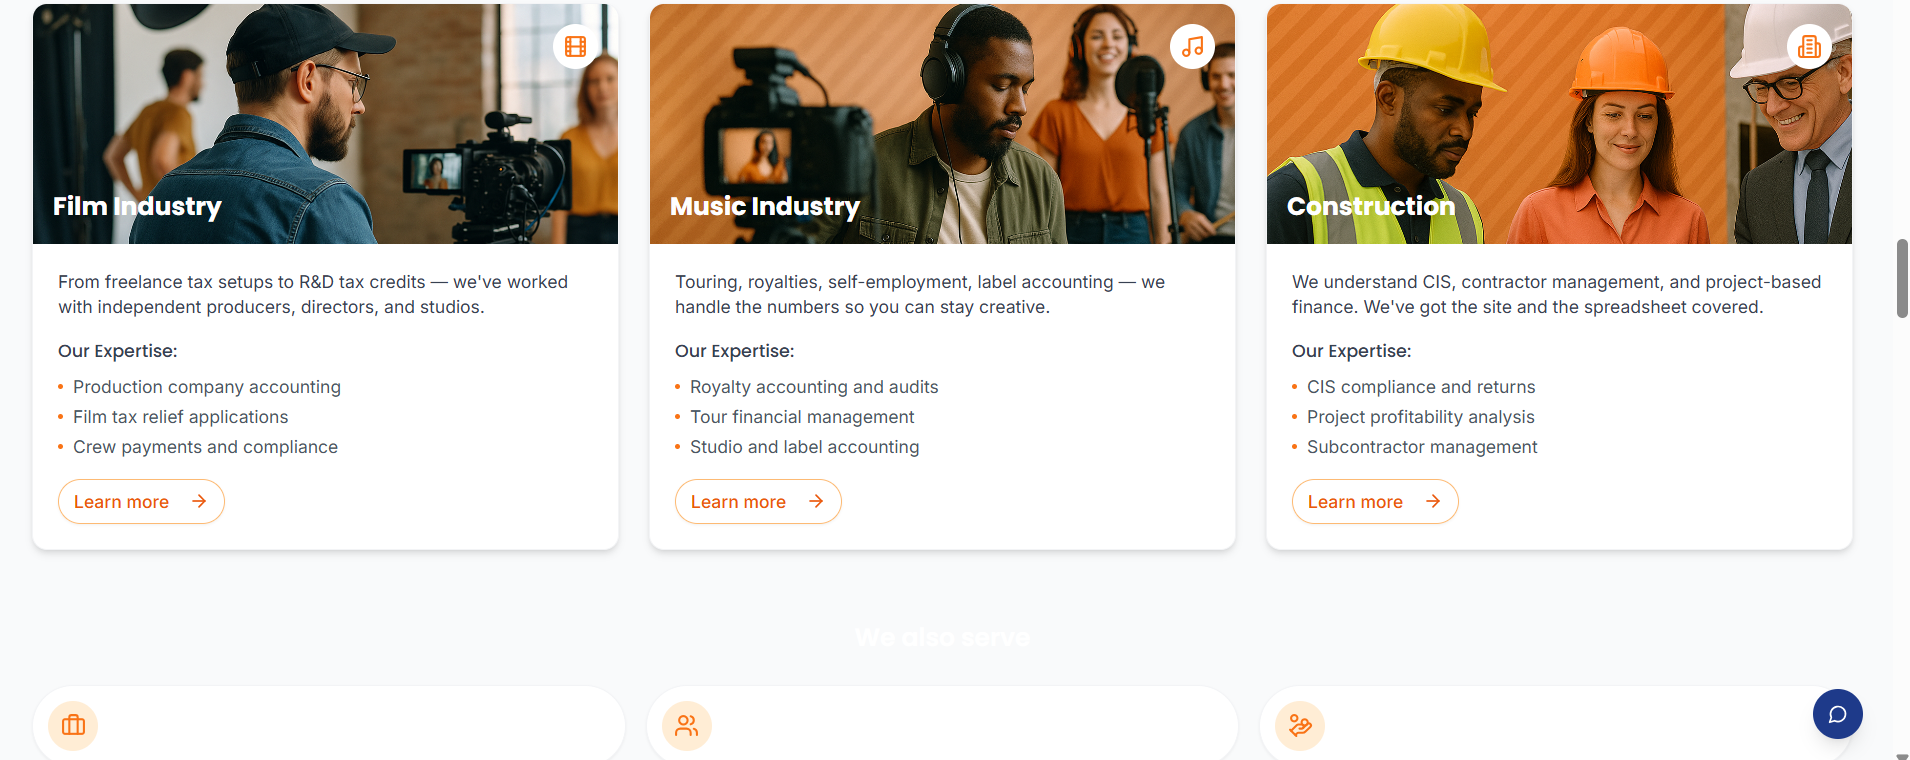 Film Industry
From freelance tax setups to R&D tax credits — we've worked
with independent producers, directors, and studios.
Our Expertise:
Production company accounting
Film tax relief applications
Crew payments and compliance
Learn more
Music Industry
Touring, royalties, self-employment, label accounting — we
handle the numbers so you can stay creative.
Our Expertise:
Royalty accounting and audits
Tour financial management
Studio and label accounting
Learn more
Construction
We understand CIS, contractor management, and project-based
finance. We've got the site and the spreadsheet covered.
Our Expertise:
CIS compliance and returns
Project profitability analysis
Subcontractor management
Learn more
We also serve